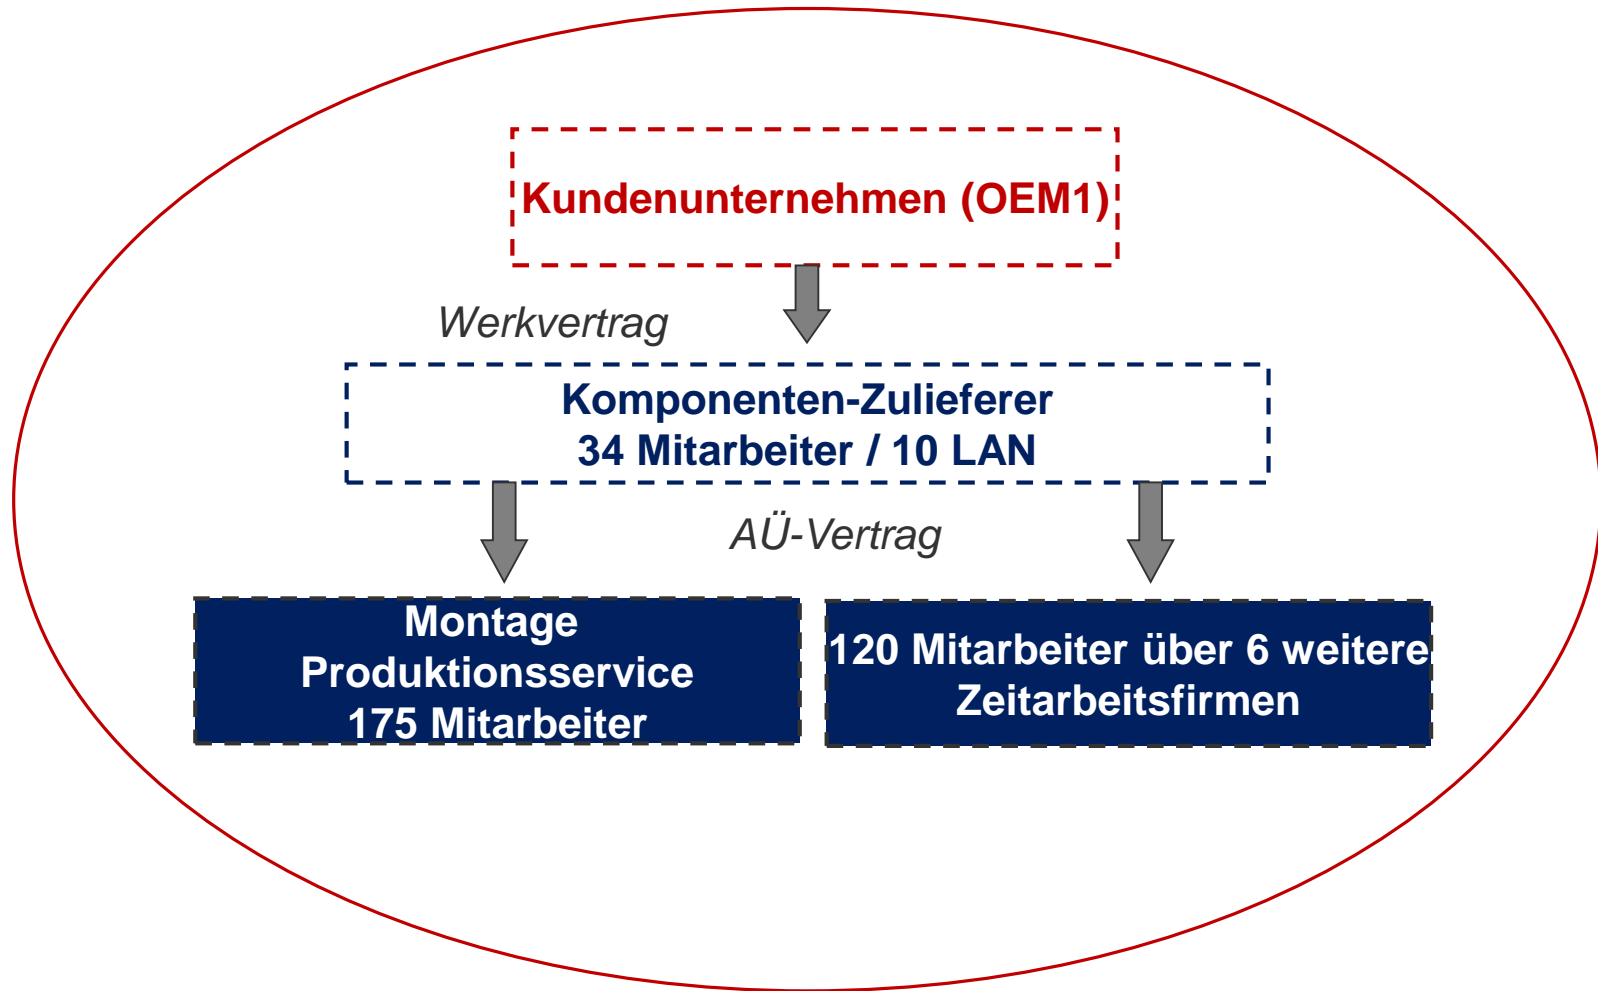 Kundenunternehmen (OEM1)
Werkvertrag
Komponenten-Zulieferer
34 Mitarbeiter / 10 LAN
AÜ-Vertrag
Montage
Produktionsservice
175 Mitarbeiter
120 Mitarbeiter über 6 weitere
Zeitarbeitsfirmen